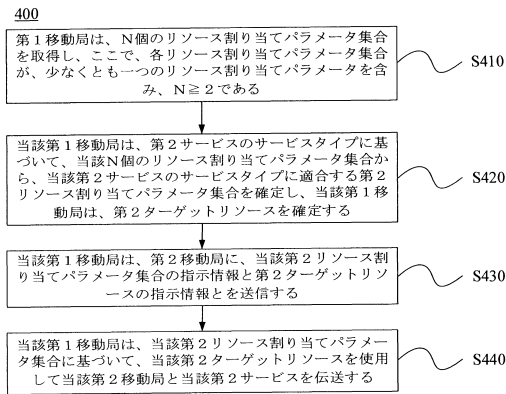 400
第1移動局は、N個のリソース割り当てパラメータ集合
を取得し、ここで、各リソース割り当てパラメータ集合
が、少なくとも一つのリソース割り当てパラメータを含
み、N≧2である
S410
当該第1移動局は、第2サービスのサービスタイプに基
づいて、当該N個のリソース割り当てパラメータ集合か
ら、当該第2サービスのサービスタイプに適合する第2
リソース割り当てパラメータ集合を確定し、当該第1移
動局は、第2ターゲットリソースを確定する
S420
当該第1移動局は、第2移動局に、当該第2リソース割
り当てパラメータ集合の指示情報と第2ターゲットリソ
ースの指示情報とを送信する
S430
当該第1移動局は、当該第2リソース割り当てパラメー
タ集合に基づいて、当該第2ターゲットリソースを使用
して当該第2移動局と当該第2サービスを伝送する
S440